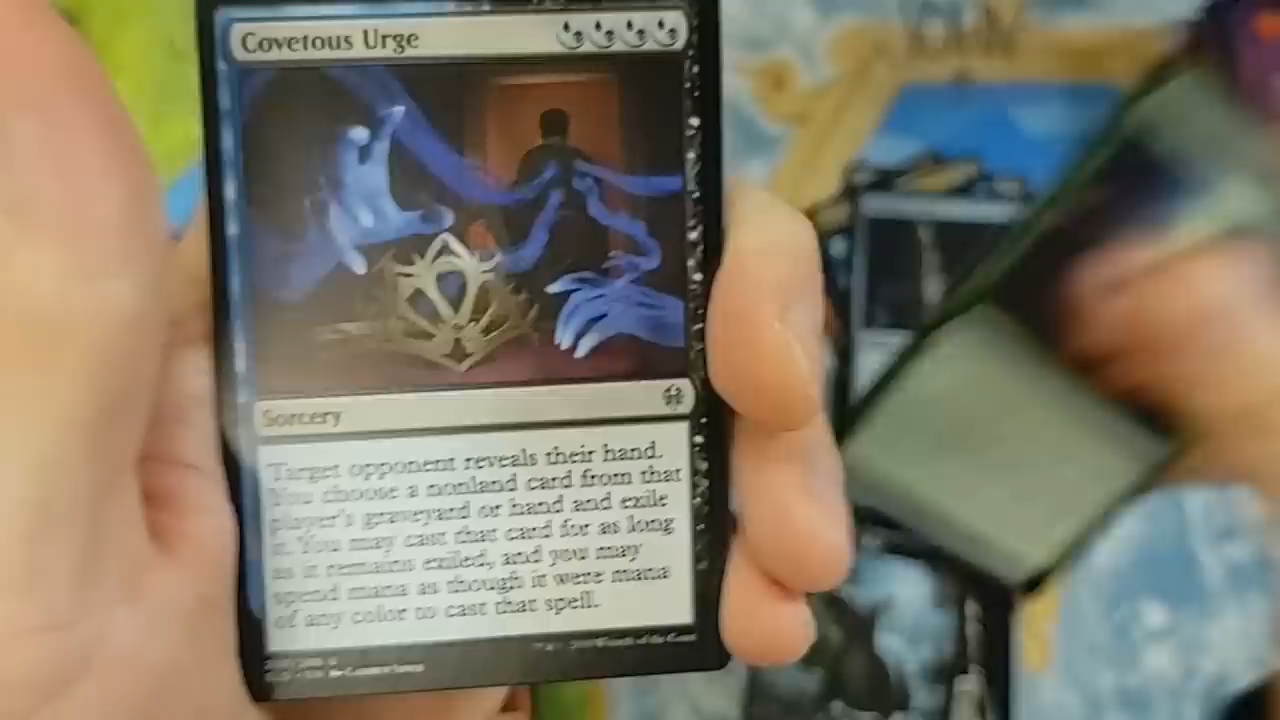 Covetous Urge
Sorcery
Target opponent reveals their hand.
You choose a nonland card from that
player's graveyard or hand and exile
it. You may cast that card for as long
as it remains exiled, and you may
spend mana as though it were mana
of any color to cast that spell.